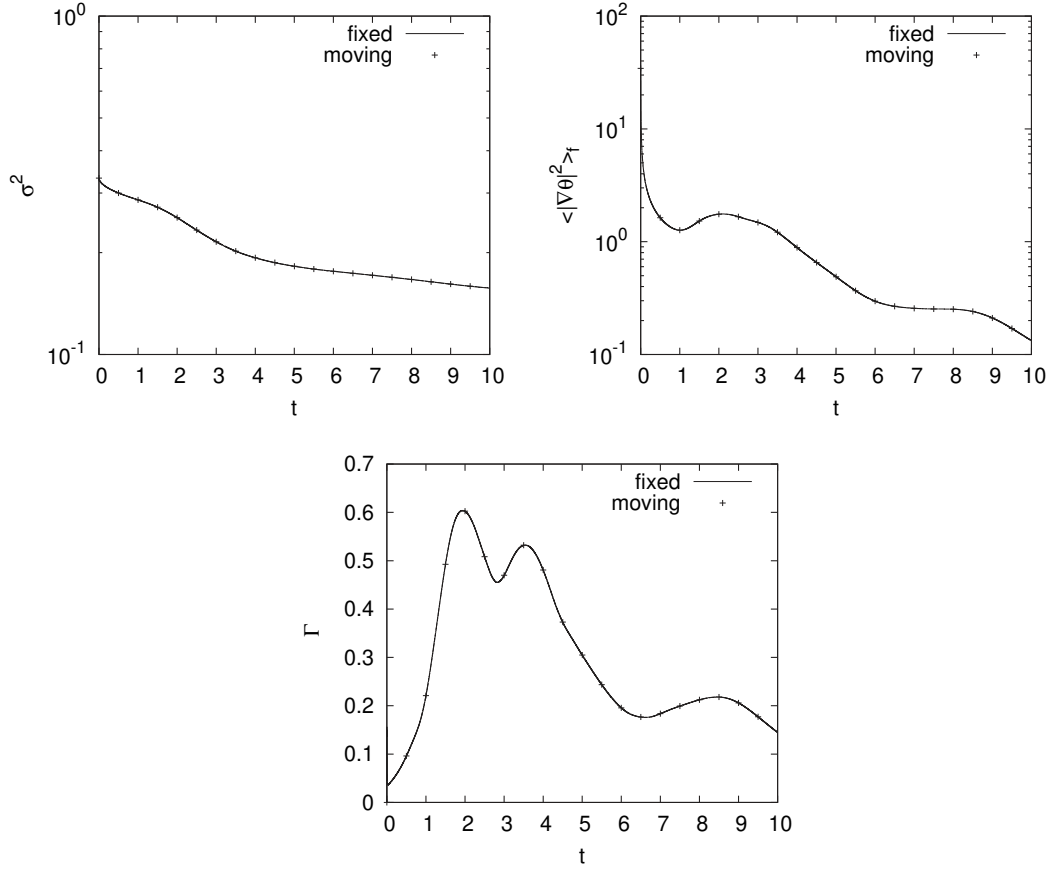 10^0
10^-1
σ^2
0 1 2 3 4 5 6 7 8 9 10
t
fixed
moving
10^2
10^1
10^0
10^-1
<|∇θ|^2>_f
0 1 2 3 4 5 6 7 8 9 10
t
fixed
moving
0.7
0.6
0.5
0.4
0.3
0.2
0.1
0
Γ
0 1 2 3 4 5 6 7 8 9 10
t
fixed
moving